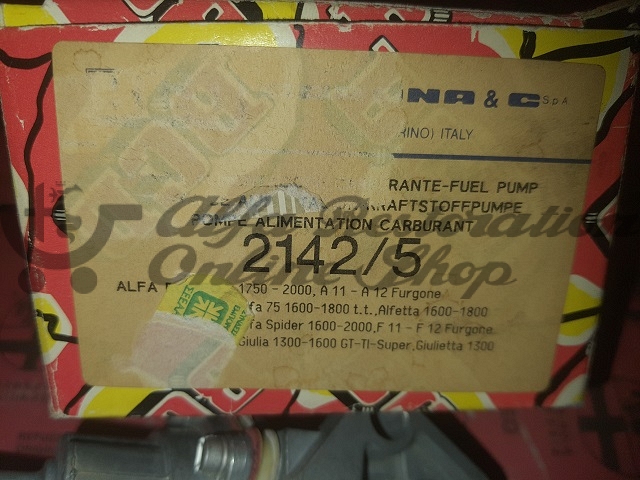 NA & C SpA
RINO) ITALY
RANTE-FUEL PUMP
KRAFTSTOFFPUMPE
POMPE ALIMENTATION CARBURANT
2142/5
ALFA 1750 - 2000, A 11 - A 12 Furgone
fa 75 1600-1800 t.t., Alfetta 1600-1800
fa Spider 1600-2000, F 11 - F 12 Furgone
Giulia 1300-1600 GT-TI-Super, Giulietta 1300
Alfa Restoration
Online Shop